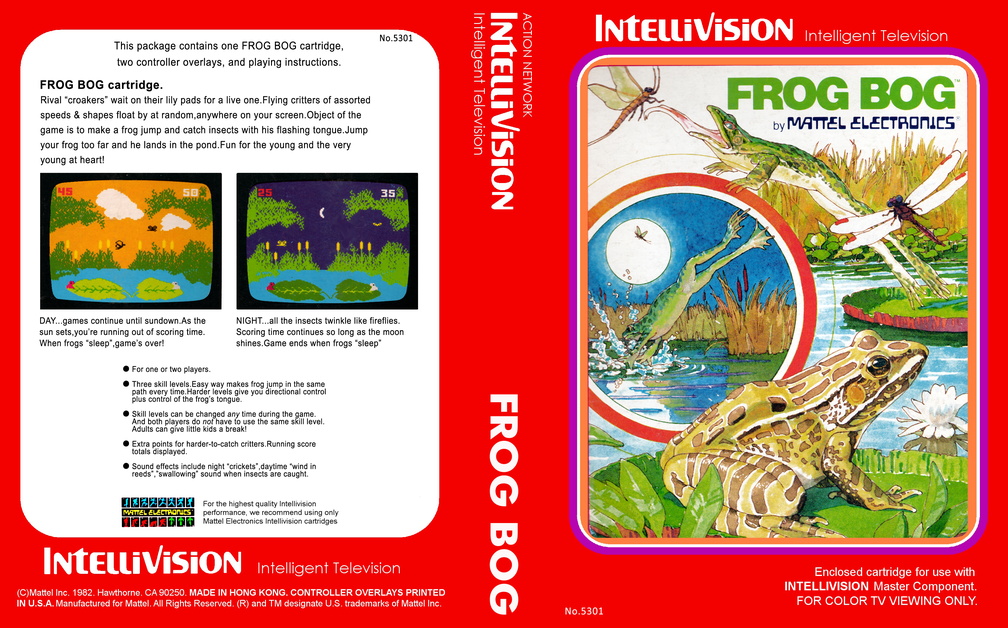 No.5301
This package contains one FROG BOG cartridge,
two controller overlays, and playing instructions.
FROG BOG cartridge.
Rival “croakers” wait on their lily pads for a live one.Flying critters of assorted
speeds & shapes float by at random,anywhere on your screen.Object of the
game is to make a frog jump and catch insects with his flashing tongue.Jump
your frog too far and he lands in the pond.Fun for the young and the very
young at heart!
45 50
25 35
DAY...games continue until sundown.As the
sun sets,you're running out of scoring time.
When frogs “sleep”,game's over!
NIGHT...all the insects twinkle like fireflies.
Scoring time continues so long as the moon
shines.Game ends when frogs “sleep”
● For one or two players.
● Three skill levels.Easy way makes frog jump in the same
path every time.Harder levels give you directional control
plus control of the frog's tongue.
● Skill levels can be changed any time during the game.
And both players do not have to use the same skill level.
Adults can give little kids a break!
● Extra points for harder-to-catch critters.Running score
totals displayed.
● Sound effects include night “crickets”,daytime “wind in
reeds”,“swallowing” sound when insects are caught.
MATTEL ELECTRONICS
For the highest quality Intellivision
performance, we recommend using only
Mattel Electronics Intellivision cartridges
INTELLIVISION Intelligent Television
(C)Mattel Inc. 1982. Hawthorne. CA 90250. MADE IN HONG KONG. CONTROLLER OVERLAYS PRINTED
IN U.S.A. Manufactured for Mattel. All Rights Reserved. (R) and TM designate U.S. trademarks of Mattel Inc.
ACTION NETWORK
INTELLIVISION
Intelligent Television
FROG BOG
INTELLIVISION Intelligent Television
FROG BOG™
by MATTEL ELECTRONICS®
Enclosed cartridge for use with
INTELLIVISION Master Component.
FOR COLOR TV VIEWING ONLY.
No.5301